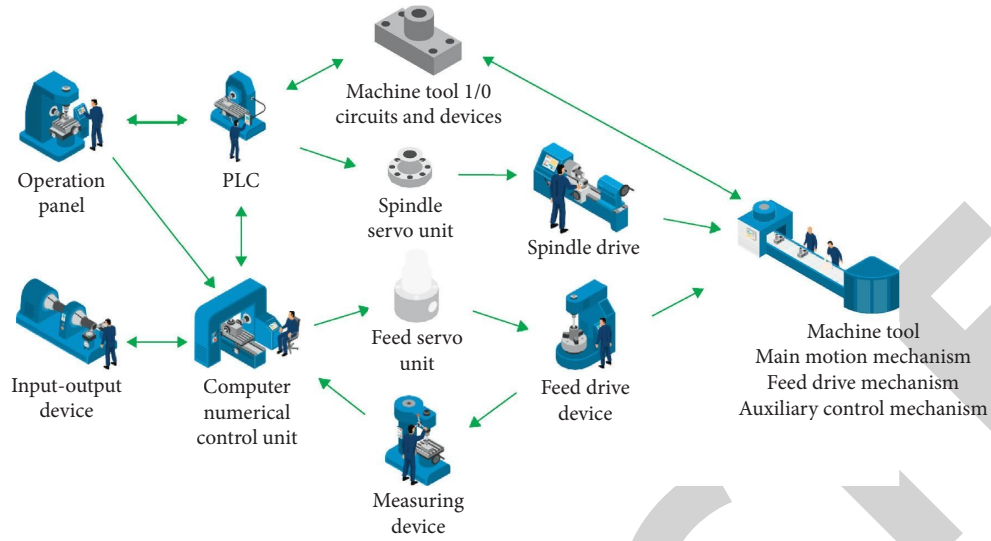 Machine tool 1/0
circuits and devices
Operation
panel
PLC
Spindle
servo unit
Spindle drive
Input-output
device
Computer
numerical
control unit
Feed servo
unit
Feed drive
device
Machine tool
Main motion mechanism
Feed drive mechanism
Auxiliary control mechanism
Measuring
device